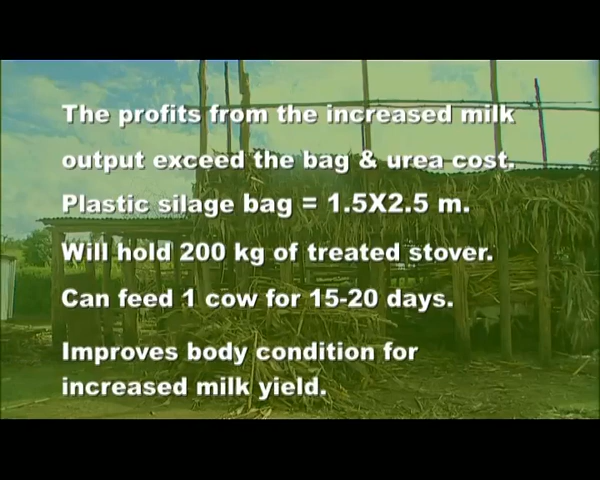 The profits from the increased milk
output exceed the bag & urea cost.
Plastic silage bag = 1.5X2.5 m.
Will hold 200 kg of treated stover.
Can feed 1 cow for 15-20 days.
Improves body condition for
increased milk yield.